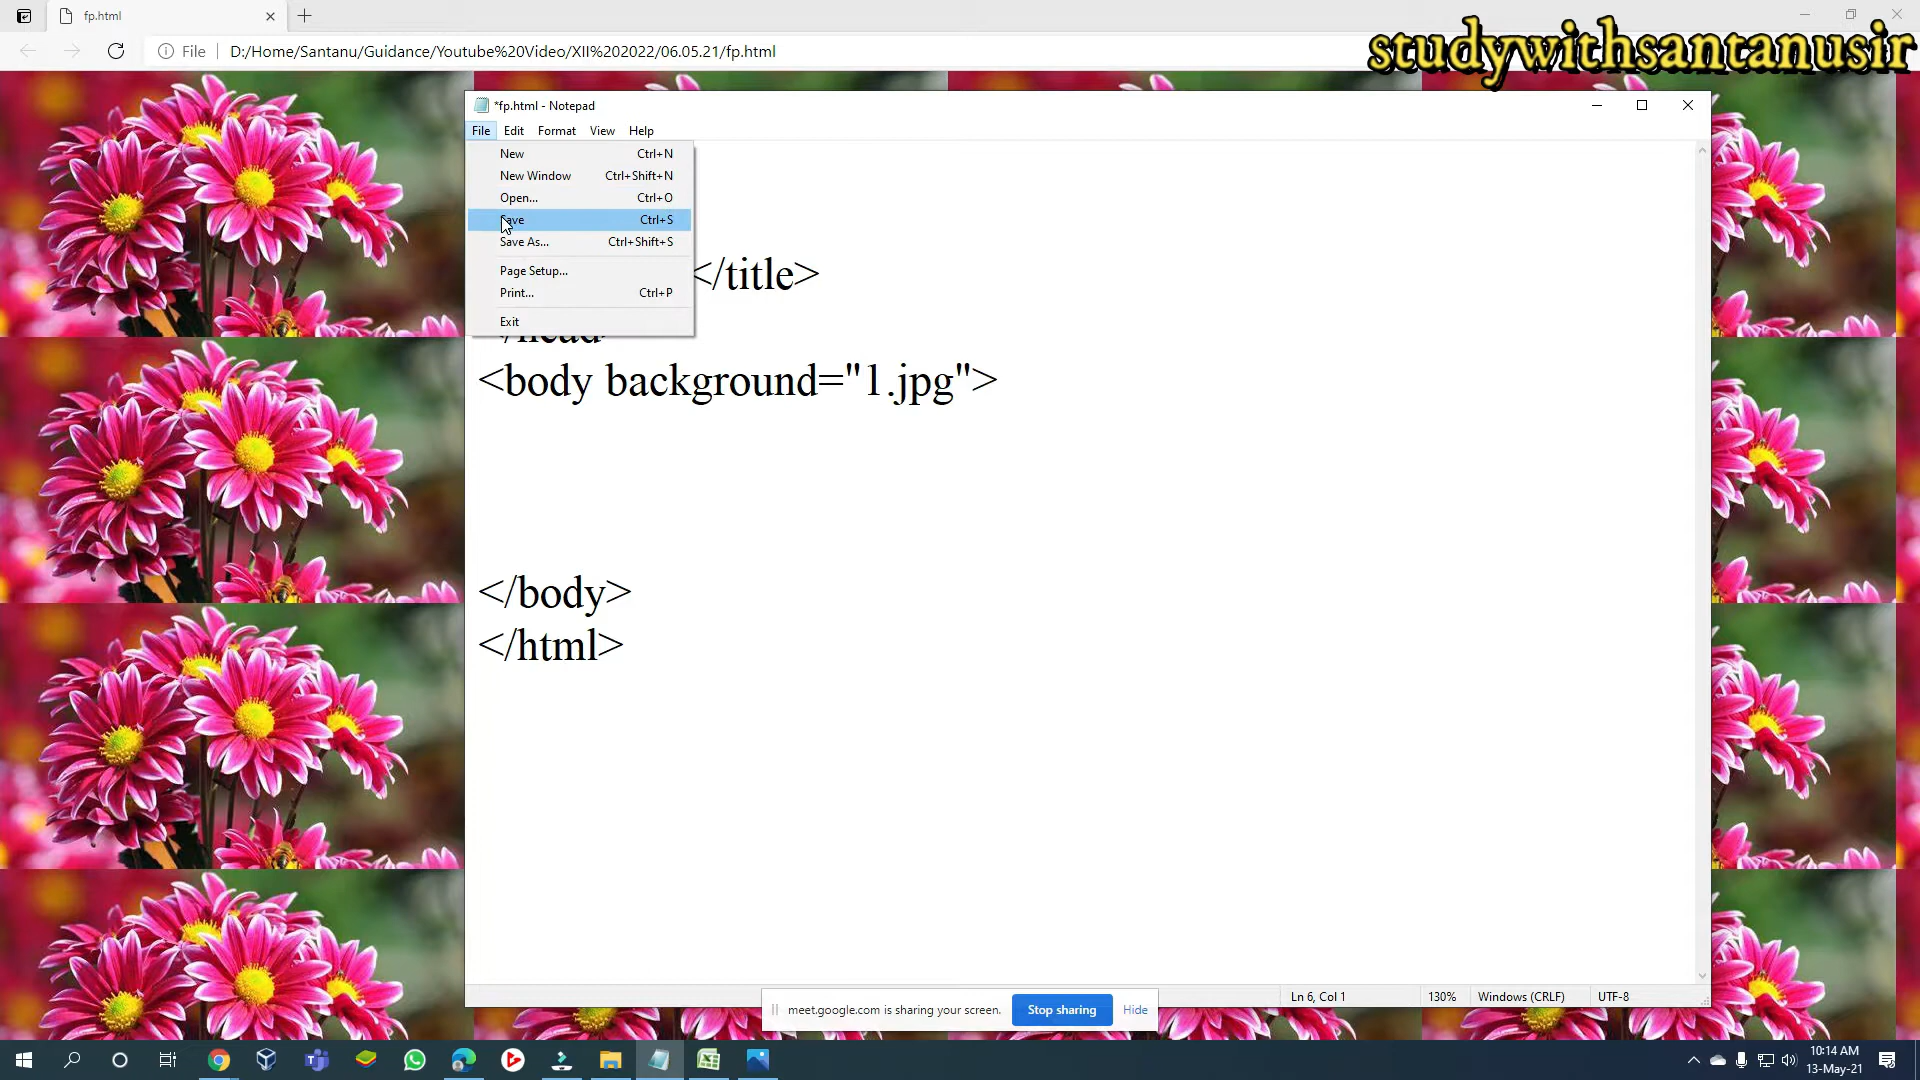 fp.html
File
D:/Home/Santanu/Guidance/Youtube%20Video/XII%202022/06.05.21/fp.html
studywithsantanusir
*fp.html - Notepad
File Edit Format View Help
New Ctrl+N
New Window Ctrl+Shift+N
Open... Ctrl+O
Save Ctrl+S
Save As... Ctrl+Shift+S
Page Setup...
Print... Ctrl+P
Exit
</title>
<body background="1.jpg">
</body>
</html>
Ln 6, Col 1 130% Windows (CRLF) UTF-8
meet.google.com is sharing your screen. Stop sharing Hide
10:14 AM
13-May-21